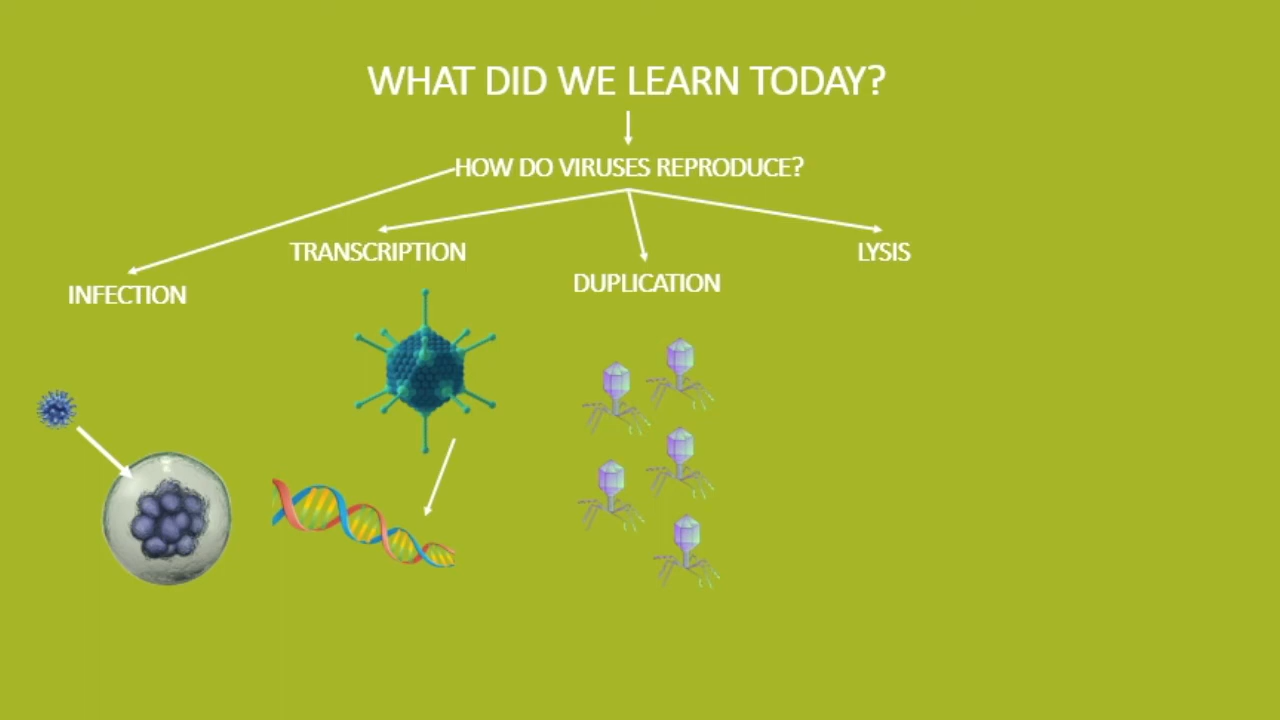 WHAT DID WE LEARN TODAY?
HOW DO VIRUSES REPRODUCE?
INFECTION
TRANSCRIPTION
DUPLICATION
LYSIS